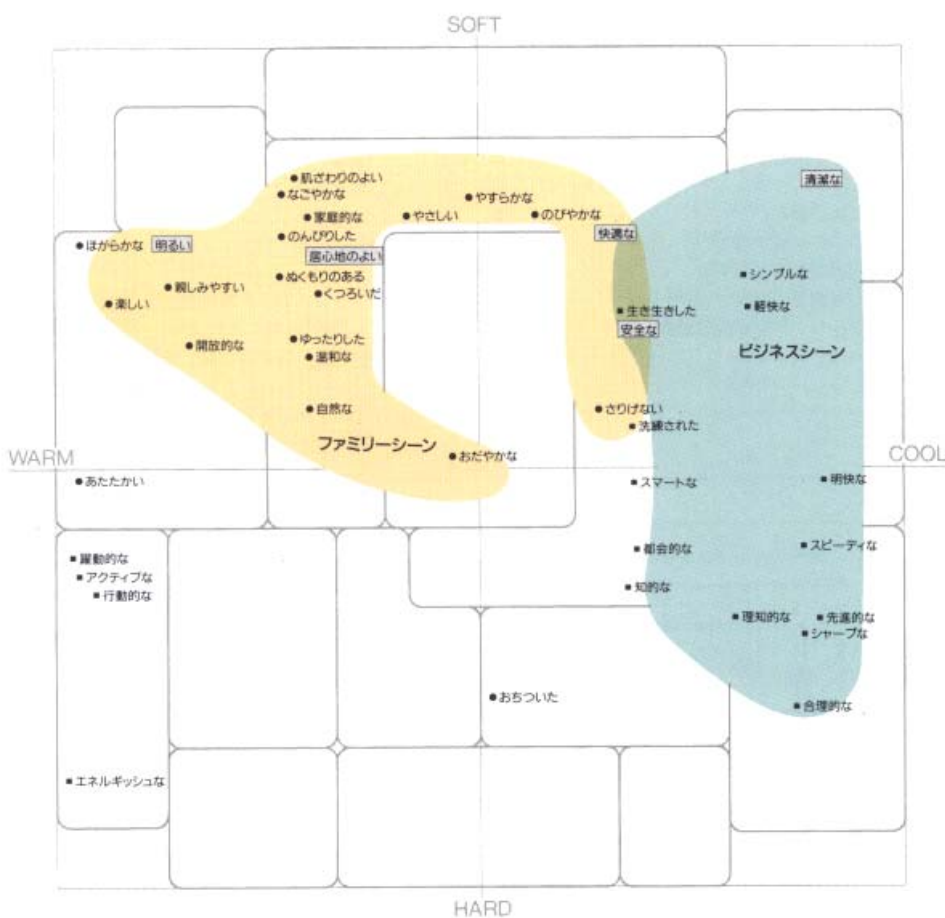 SOFT
肌ざわりのよい
清潔な
なごやかな
やすらかな
家庭的な
やさしい
のびやかな
ほがらかな
明るい
のんびりした
快適な
居心地のよい
ぬくもりのある
シンプルな
親しみやすい
くつろいだ
楽しい
生き生きした
軽快な
安全な
開放的な
ゆったりした
温和な
ビジネスシーン
自然な
さりげない
洗練された
ファミリーシーン
おだやかな
WARM
COOL
あたたかい
スマートな
明快な
躍動的な
都会的な
スピーディな
アクティブな
行動的な
知的な
理知的な
先進的な
シャープな
おちついた
合理的な
エネルギッシュな
HARD